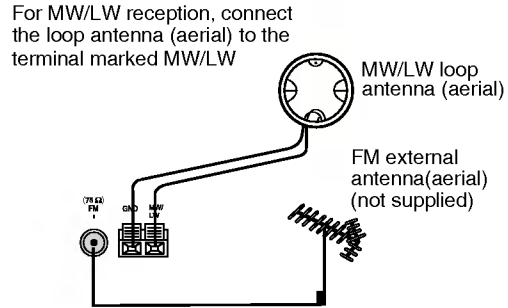 For MW/LW reception, connect
the loop antenna (aerial) to the
terminal marked MW/LW
MW/LW loop
antenna (aerial)
FM external
antenna(aerial)
(not supplied)
(75 Ω)
FM
GND
MW/
LW